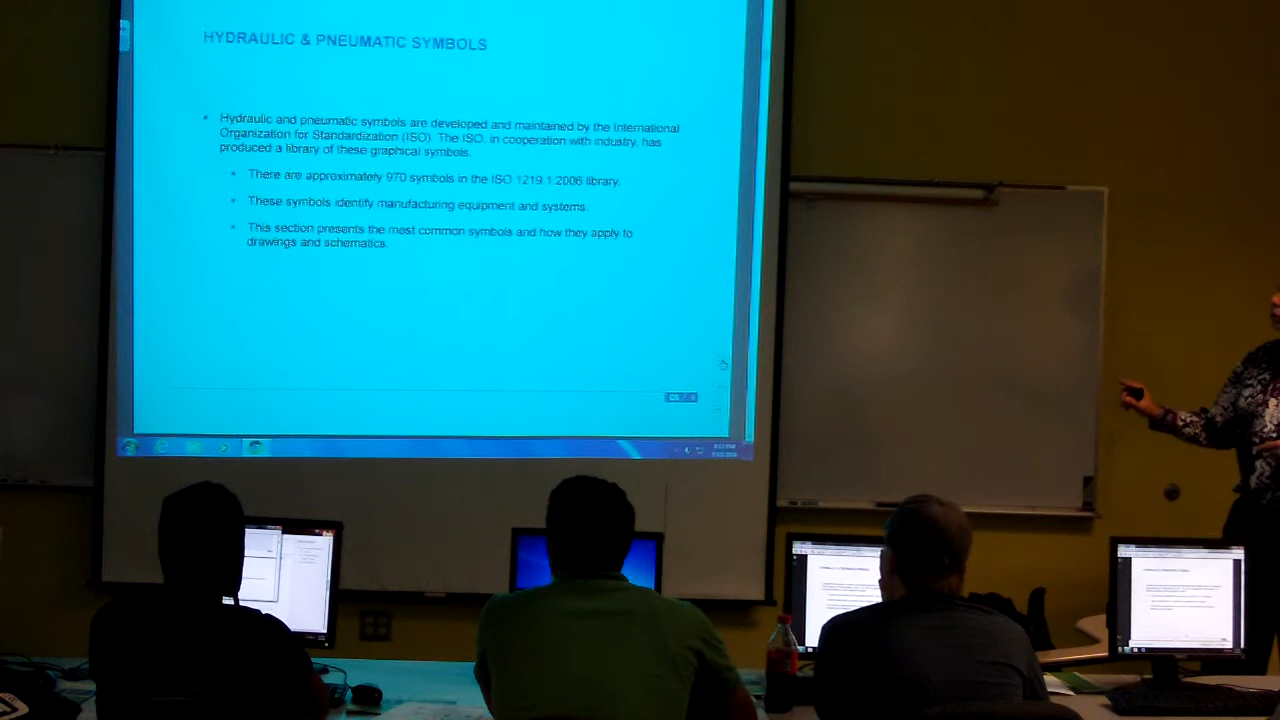 HYDRAULIC & PNEUMATIC SYMBOLS
• Hydraulic and pneumatic symbols are developed and maintained by the International
Organization for Standardization (ISO). The ISO, in cooperation with industry, has
produced a library of these graphical symbols.
• There are approximately 970 symbols in the ISO 1219.1:2006 library.
• These symbols identify manufacturing equipment and systems.
• This section presents the most common symbols and how they apply to
drawings and schematics.